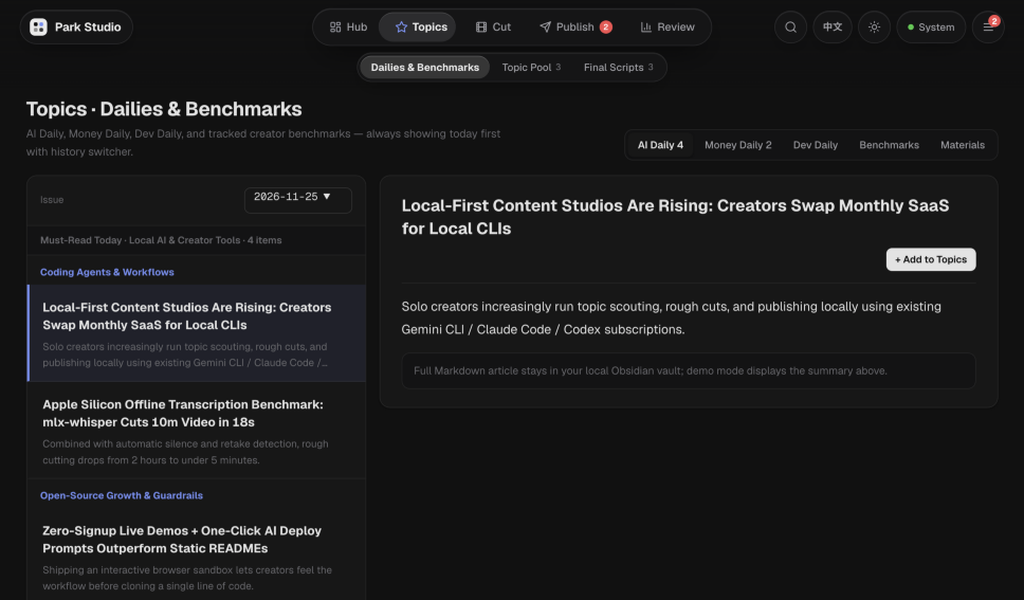 Park Studio
Hub
Topics
Cut
Publish 2
Review
中文
System
2
Dailies & Benchmarks
Topic Pool 3
Final Scripts 3
Topics · Dailies & Benchmarks
AI Daily, Money Daily, Dev Daily, and tracked creator benchmarks — always showing today first
with history switcher.
AI Daily 4
Money Daily 2
Dev Daily
Benchmarks
Materials
Issue
2026-11-25 ▼
Must-Read Today · Local AI & Creator Tools · 4 items
Coding Agents & Workflows
Local-First Content Studios Are Rising: Creators
Swap Monthly SaaS for Local CLIs
Solo creators increasingly run topic scouting, rough cuts, and
publishing locally using existing Gemini CLI / Claude Code /...
Apple Silicon Offline Transcription Benchmark:
mlx-whisper Cuts 10m Video in 18s
Combined with automatic silence and retake detection, rough
cutting drops from 2 hours to under 5 minutes.
Open-Source Growth & Guardrails
Zero-Signup Live Demos + One-Click AI Deploy
Prompts Outperform Static READMEs
Shipping an interactive browser sandbox lets creators feel the
workflow before cloning a single line of code.
Local-First Content Studios Are Rising: Creators Swap Monthly SaaS
for Local CLIs
+ Add to Topics
Solo creators increasingly run topic scouting, rough cuts, and publishing locally using existing
Gemini CLI / Claude Code / Codex subscriptions.
Full Markdown article stays in your local Obsidian vault; demo mode displays the summary above.